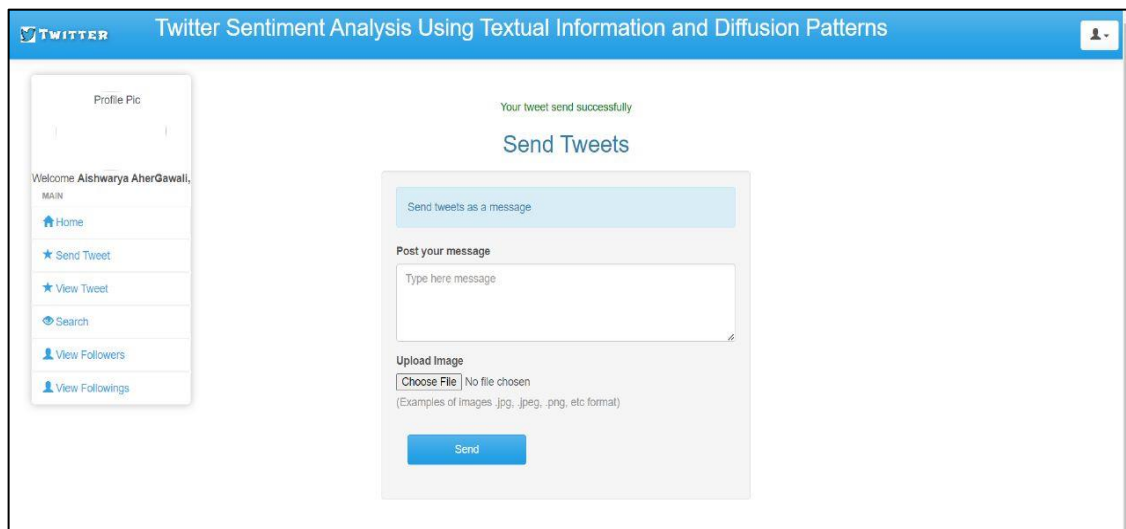 TWITTER
Twitter Sentiment Analysis Using Textual Information and Diffusion Patterns
Profile Pic
Welcome Aishwarya AherGawali,
MAIN
Home
Send Tweet
View Tweet
Search
View Followers
View Followings
Your tweet send successfully
Send Tweets
Send tweets as a message
Post your message
Type here message
Upload Image
Choose File No file chosen
(Examples of images .jpg, .jpeg, .png, etc format)
Send